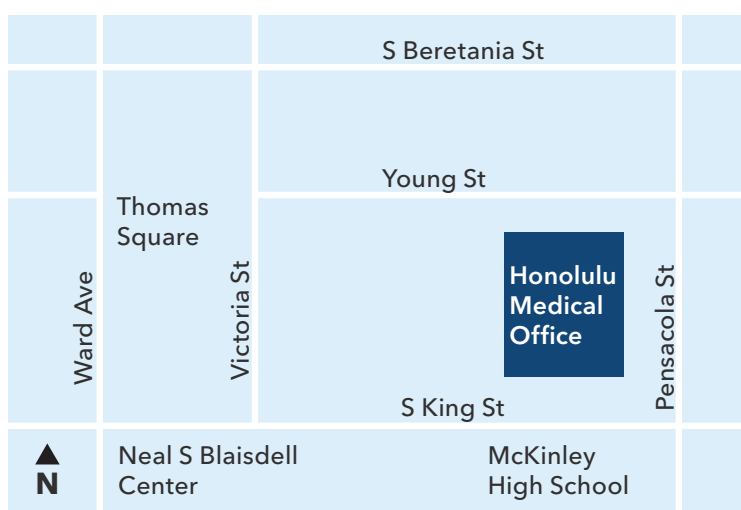 S Beretania St
Young St
Thomas
Square
Ward Ave
Victoria St
Honolulu
Medical
Office
Pensacola St
S King St
N
Neal S Blaisdell
Center
McKinley
High School